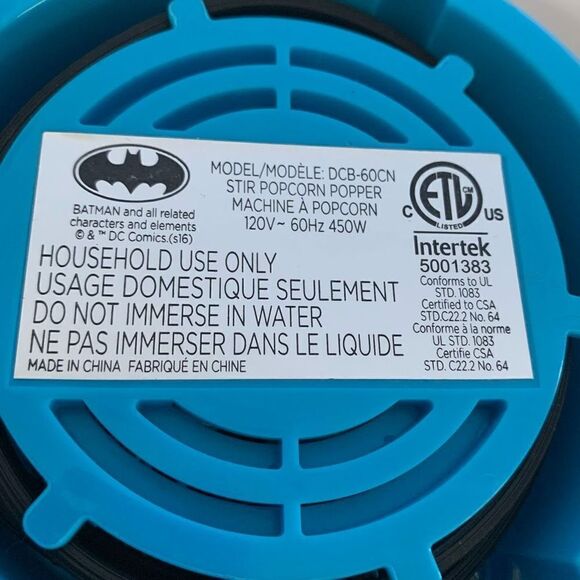 MODEL/MODÈLE: DCB-60CN
STIR POPCORN POPPER
MACHINE À POPCORN
120V~ 60Hz 450W
BATMAN and all related
characters and elements
© & ™ DC Comics.(s16)
HOUSEHOLD USE ONLY
USAGE DOMESTIQUE SEULEMENT
DO NOT IMMERSE IN WATER
NE PAS IMMERSER DANS LE LIQUIDE
MADE IN CHINA FABRIQUÉ EN CHINE
ETL CM
LISTED
C US
Intertek
5001383
Conforms to UL
STD. 1083
Certified to CSA
STD.C22.2 No. 64
Conforme à la norme
UL STD. 1083
Certifie CSA
STD. C22.2 No. 64